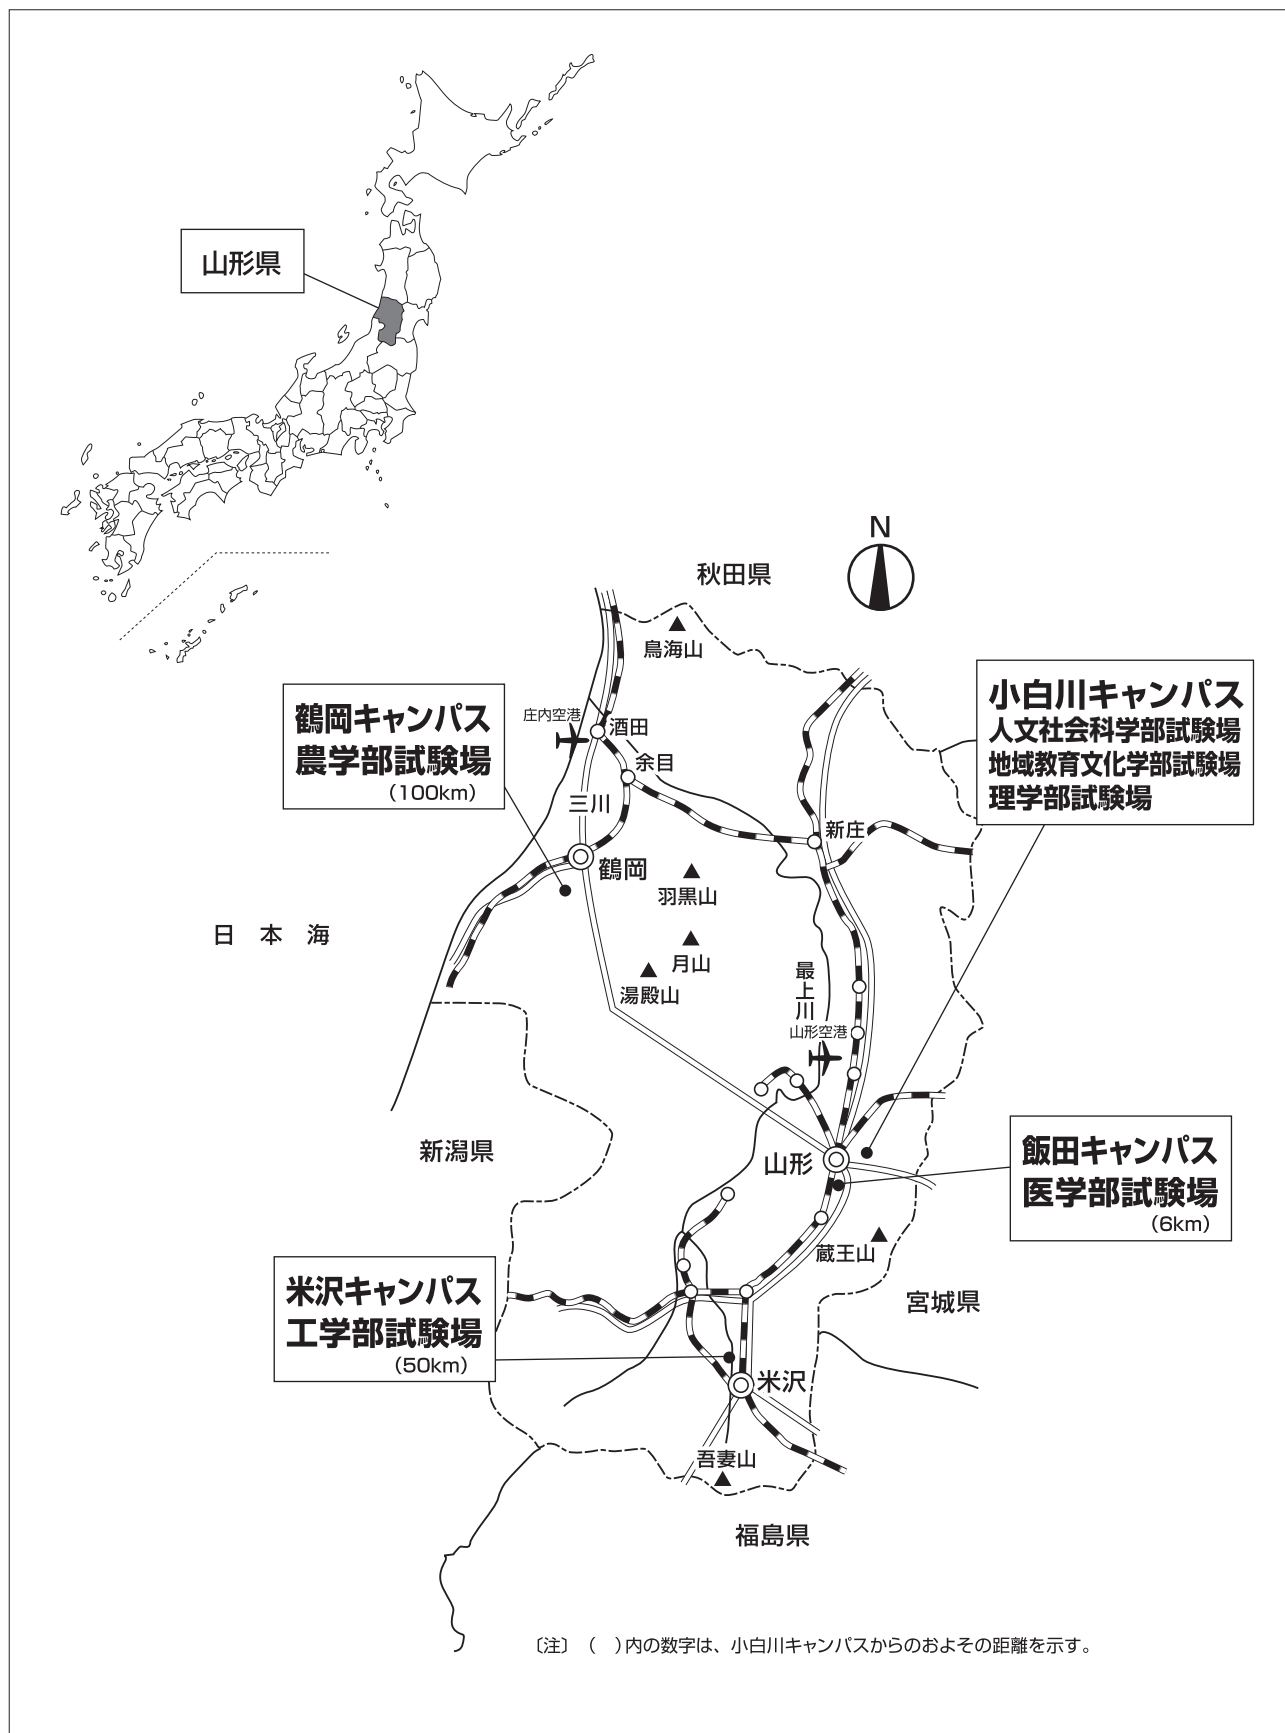 山形県
N
秋田県
鳥海山
小白川キャンパス
人文社会科学部試験場
地域教育文化学部試験場
理学部試験場
鶴岡キャンパス
農学部試験場
(100km)
庄内空港
酒田
余目
三川
新庄
鶴岡
羽黒山
日本海
月山
湯殿山
最上川
山形空港
新潟県
山形
飯田キャンパス
医学部試験場
(6km)
蔵王山
米沢キャンパス
工学部試験場
(50km)
宮城県
米沢
吾妻山
福島県
〔注〕 ( )内の数字は、小白川キャンパスからのおよその距離を示す。